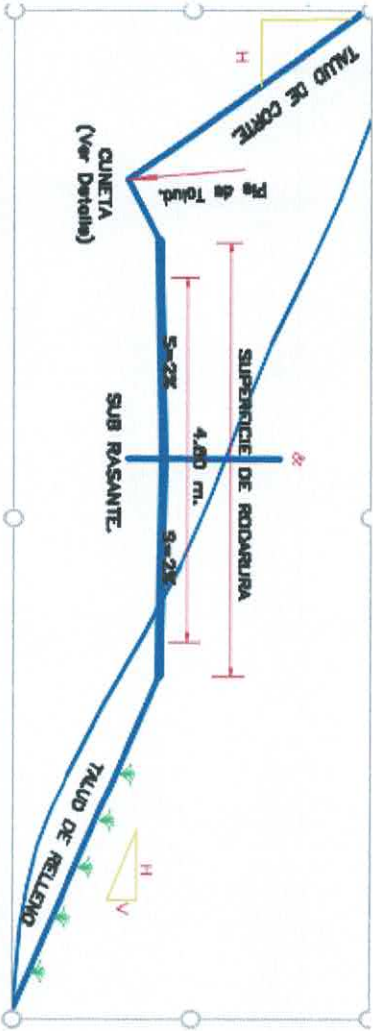 H
TALUD DE CORTE.
Pie de Talud.
CUNETA
(Ver Detalle)
SUPERFICIE DE RODADURA
4.80 m.
S=2%
S=2%
SUB RASANTE.
TALUD DE RELLENO
H
V